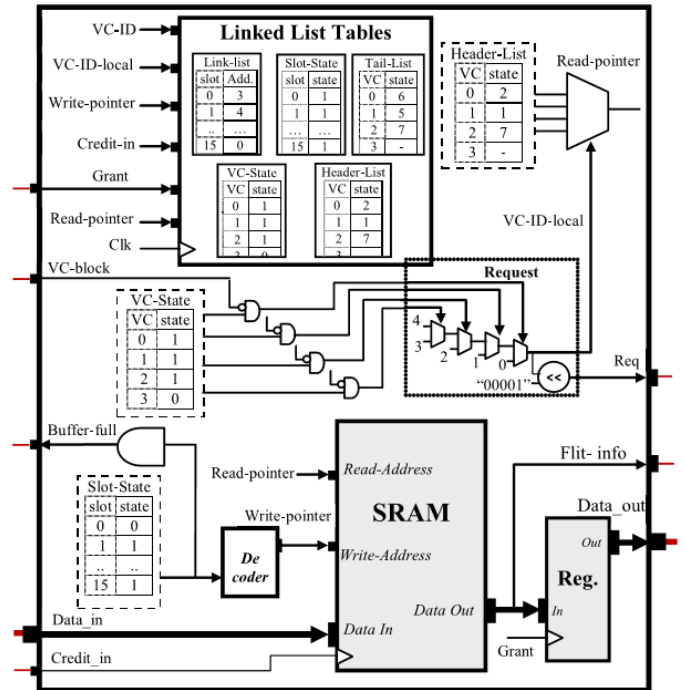 VC-ID
VC-ID-local
Write-pointer
Credit-in
Grant
Read-pointer
Clk
Linked List Tables
Link-list
slot Add.
0 3
1 4
.. ...
15 0
Slot-State
slot state
0 1
1 1
... ...
15 1
Tail-List
VC state
0 6
1 5
2 7
3 -
VC-State
VC state
0 1
1 1
2 1
3 0
Header-List
VC state
0 2
1 1
2 7
Header-List
VC state
0 2
1 1
2 7
3 -
Read-pointer
VC-ID-local
VC-block
VC-State
VC state
0 1
1 1
2 1
3 0
Request
4
3
2
1
0
"00001"
<<
Req
Buffer-full
Slot-State
slot state
0 0
1 1
.. ..
15 1
De
coder
Read-pointer
Write-pointer
Read-Address
SRAM
Write-Address
Data Out
Data In
Flit- info
Data_out
Out
Reg.
In
Grant
Data_in
Credit_in